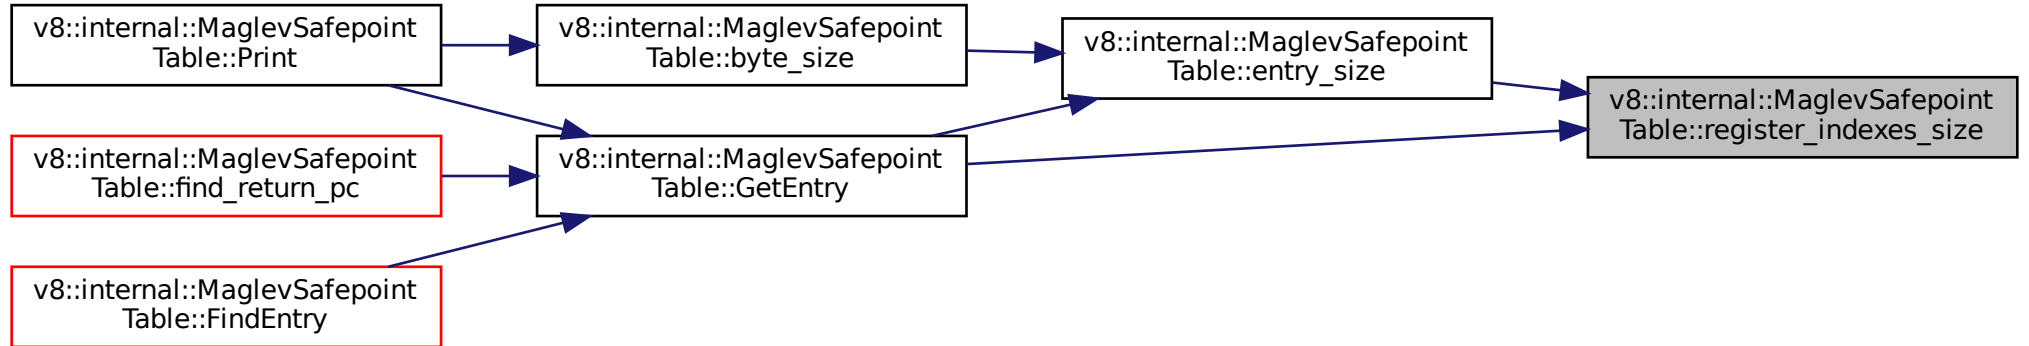 v8::internal::MaglevSafepoint
Table::Print
v8::internal::MaglevSafepoint
Table::byte_size
v8::internal::MaglevSafepoint
Table::entry_size
v8::internal::MaglevSafepoint
Table::register_indexes_size
v8::internal::MaglevSafepoint
Table::find_return_pc
v8::internal::MaglevSafepoint
Table::GetEntry
v8::internal::MaglevSafepoint
Table::FindEntry